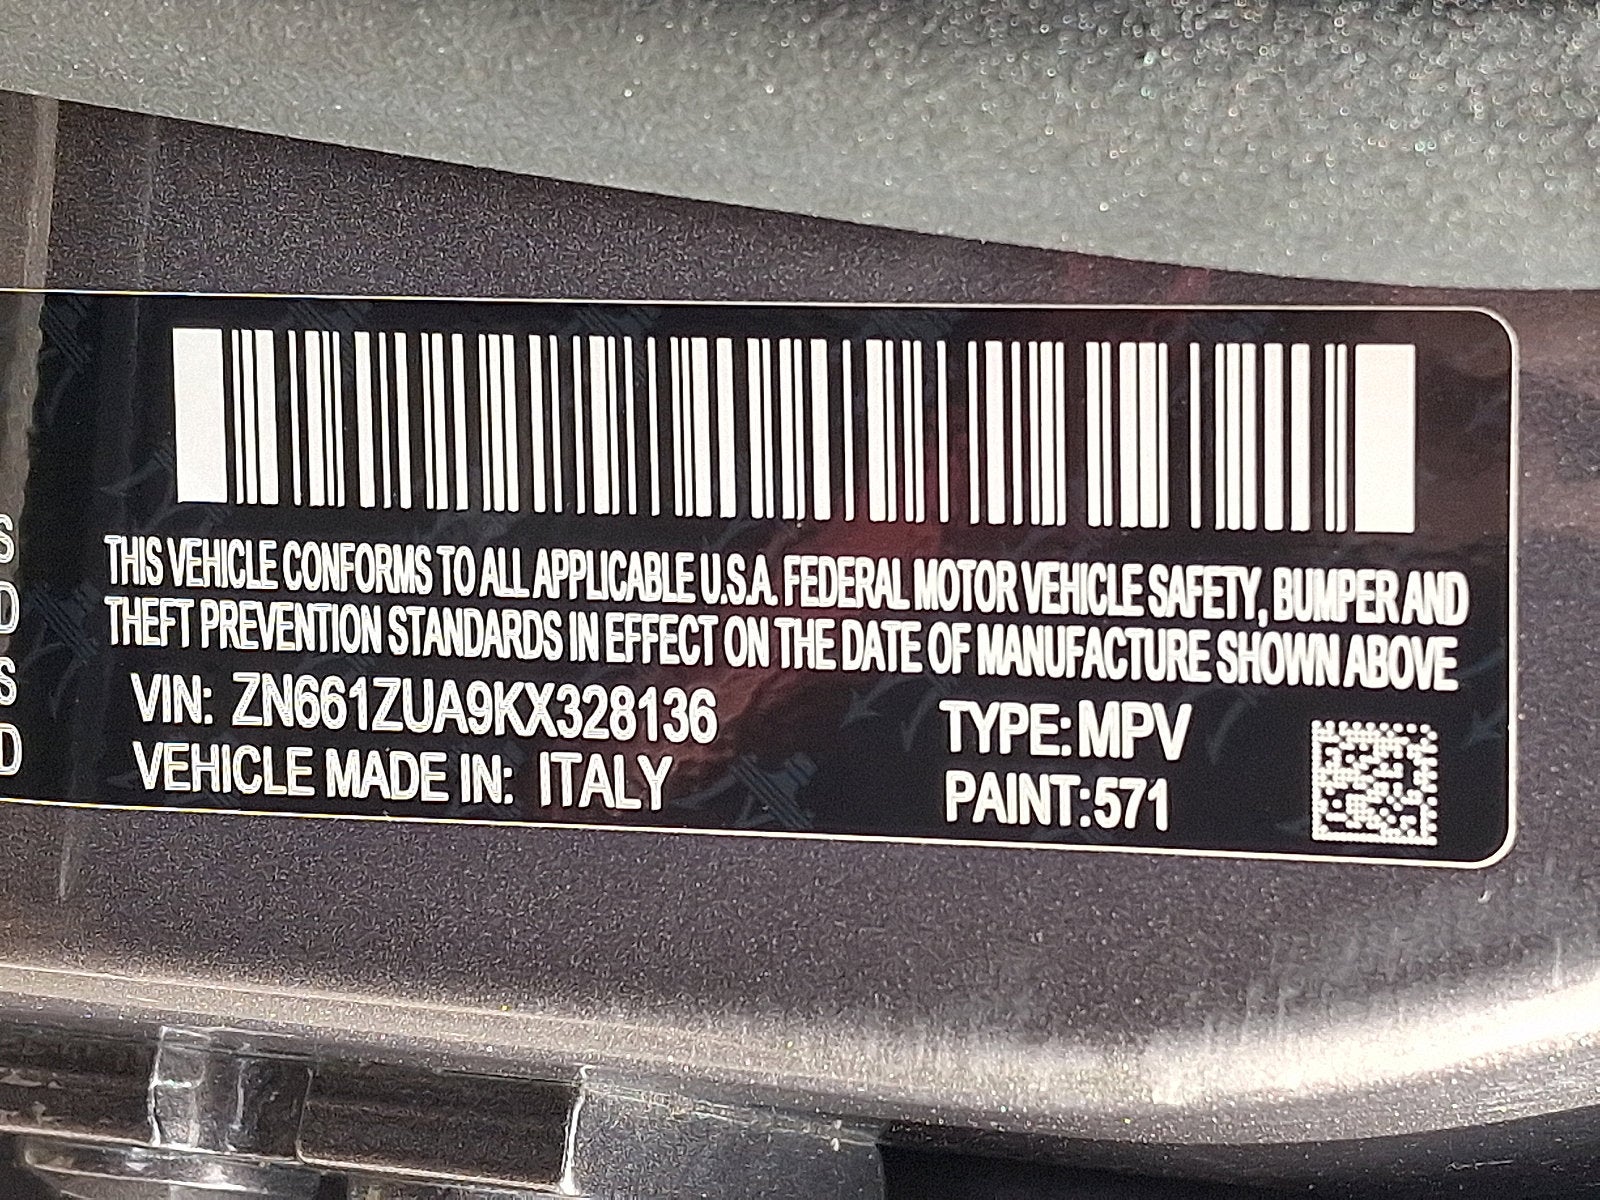 S
D
S
D
THIS VEHICLE CONFORMS TO ALL APPLICABLE U.S.A. FEDERAL MOTOR VEHICLE SAFETY, BUMPER AND
THEFT PREVENTION STANDARDS IN EFFECT ON THE DATE OF MANUFACTURE SHOWN ABOVE
VIN: ZN661ZUA9KX328136 TYPE: MPV
VEHICLE MADE IN: ITALY PAINT: 571